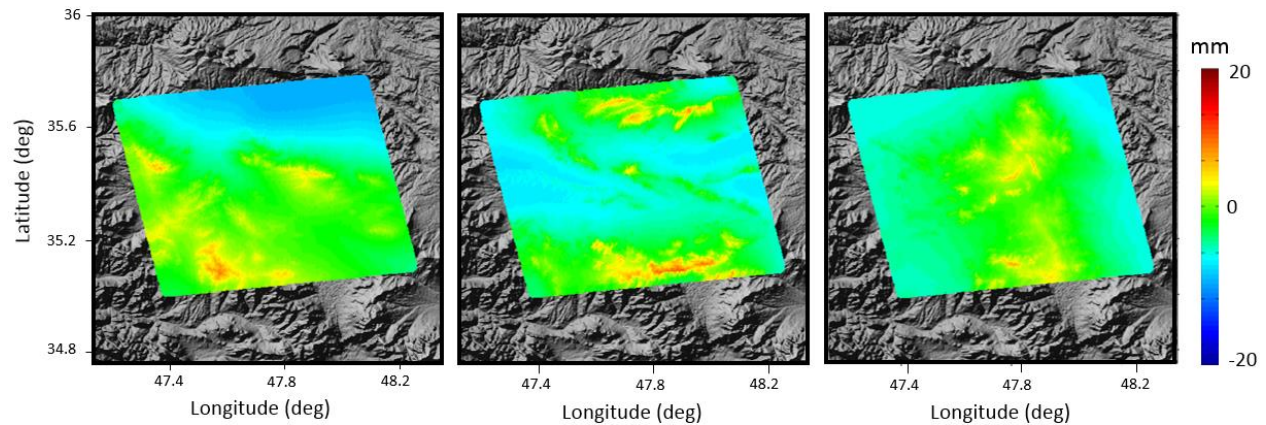 36
35.6
35.2
34.8
Latitude (deg)
47.4 47.8 48.2
Longitude (deg)
47.4 47.8 48.2
Longitude (deg)
47.4 47.8 48.2
Longitude (deg)
mm
20
0
-20